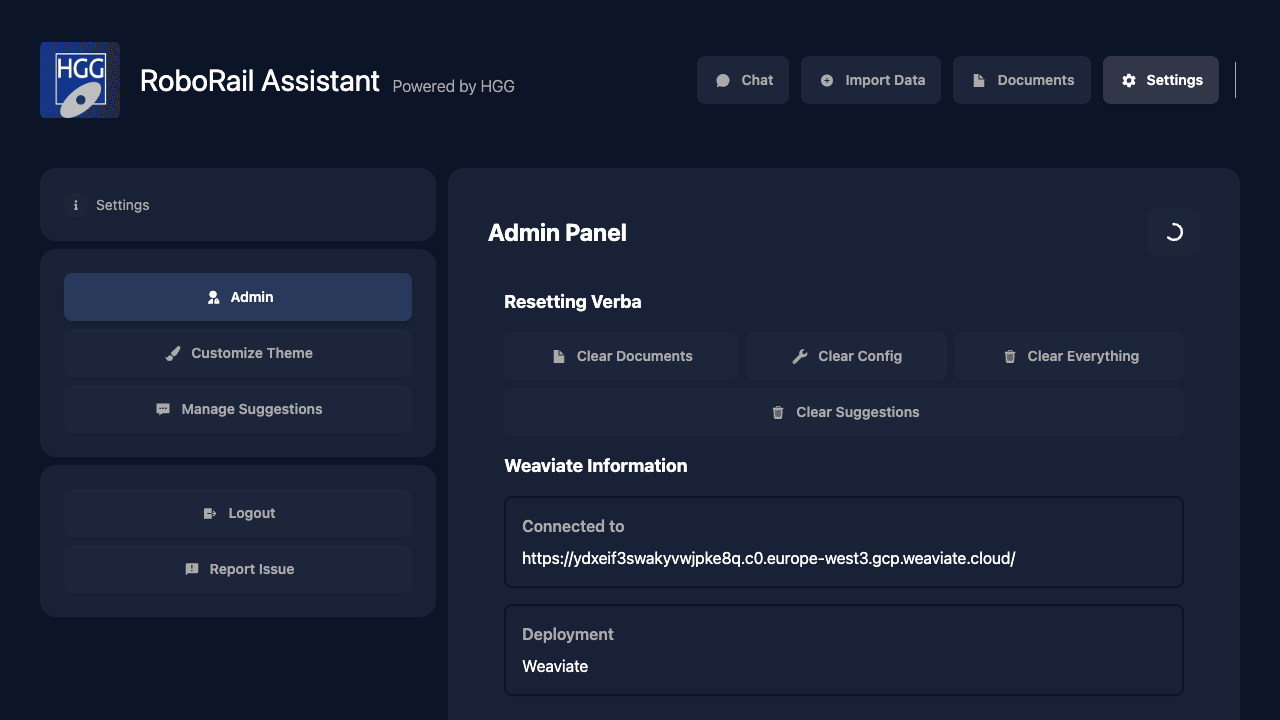 HGG
RoboRail Assistant Powered by HGG
Chat
Import Data
Documents
Settings
Settings
Admin
Customize Theme
Manage Suggestions
Logout
Report Issue
Admin Panel
Resetting Verba
Clear Documents
Clear Config
Clear Everything
Clear Suggestions
Weaviate Information
Connected to
https://ydxeif3swakyvwjpke8q.c0.europe-west3.gcp.weaviate.cloud/
Deployment
Weaviate